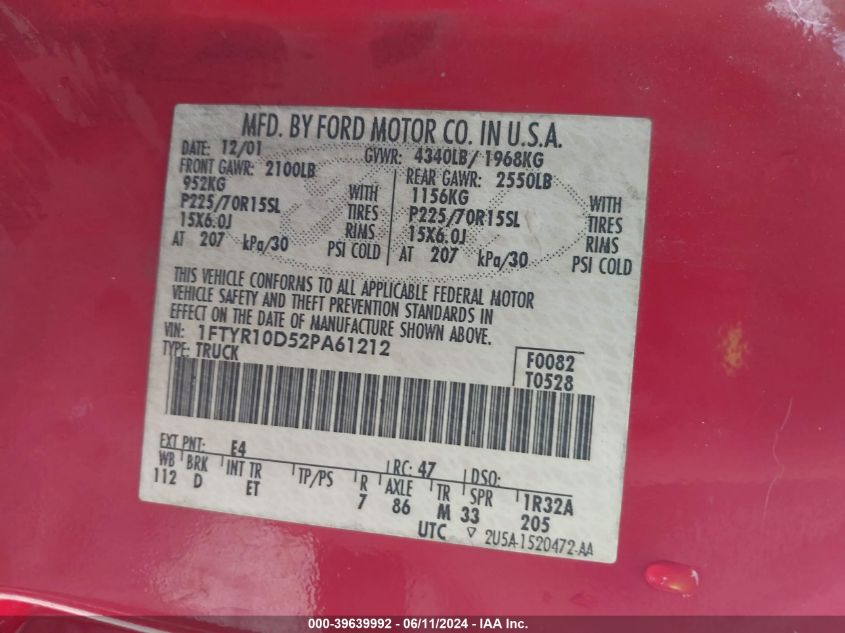 MFD. BY FORD MOTOR CO. IN U.S.A.
DATE: 12/01 GVWR: 4340LB/ 1968KG
FRONT GAWR: 2100LB REAR GAWR: 2550LB
952KG WITH 1156KG WITH
P225/70R15SL TIRES P225/70R15SL TIRES
15X6.0J RIMS 15X6.0J RIMS
AT 207 kPa/30 PSI COLD AT 207 kPa/30 PSI COLD
THIS VEHICLE CONFORMS TO ALL APPLICABLE FEDERAL MOTOR
VEHICLE SAFETY AND THEFT PREVENTION STANDARDS IN
EFFECT ON THE DATE OF MANUFACTURE SHOWN ABOVE.
VIN: 1FTYR10D52PA61212
TYPE: TRUCK F0082
T0528
EXT PNT: E4 RC: 47 DSO:
WB BRK INT TR TP/PS R AXLE TR SPR 1R32A
112 D ET 7 86 M 33 205
UTC ▽ 2U5A-1520472-AA
000-39639992 - 06/11/2024 - IMPACT AUTO AUCTIONS, INC.